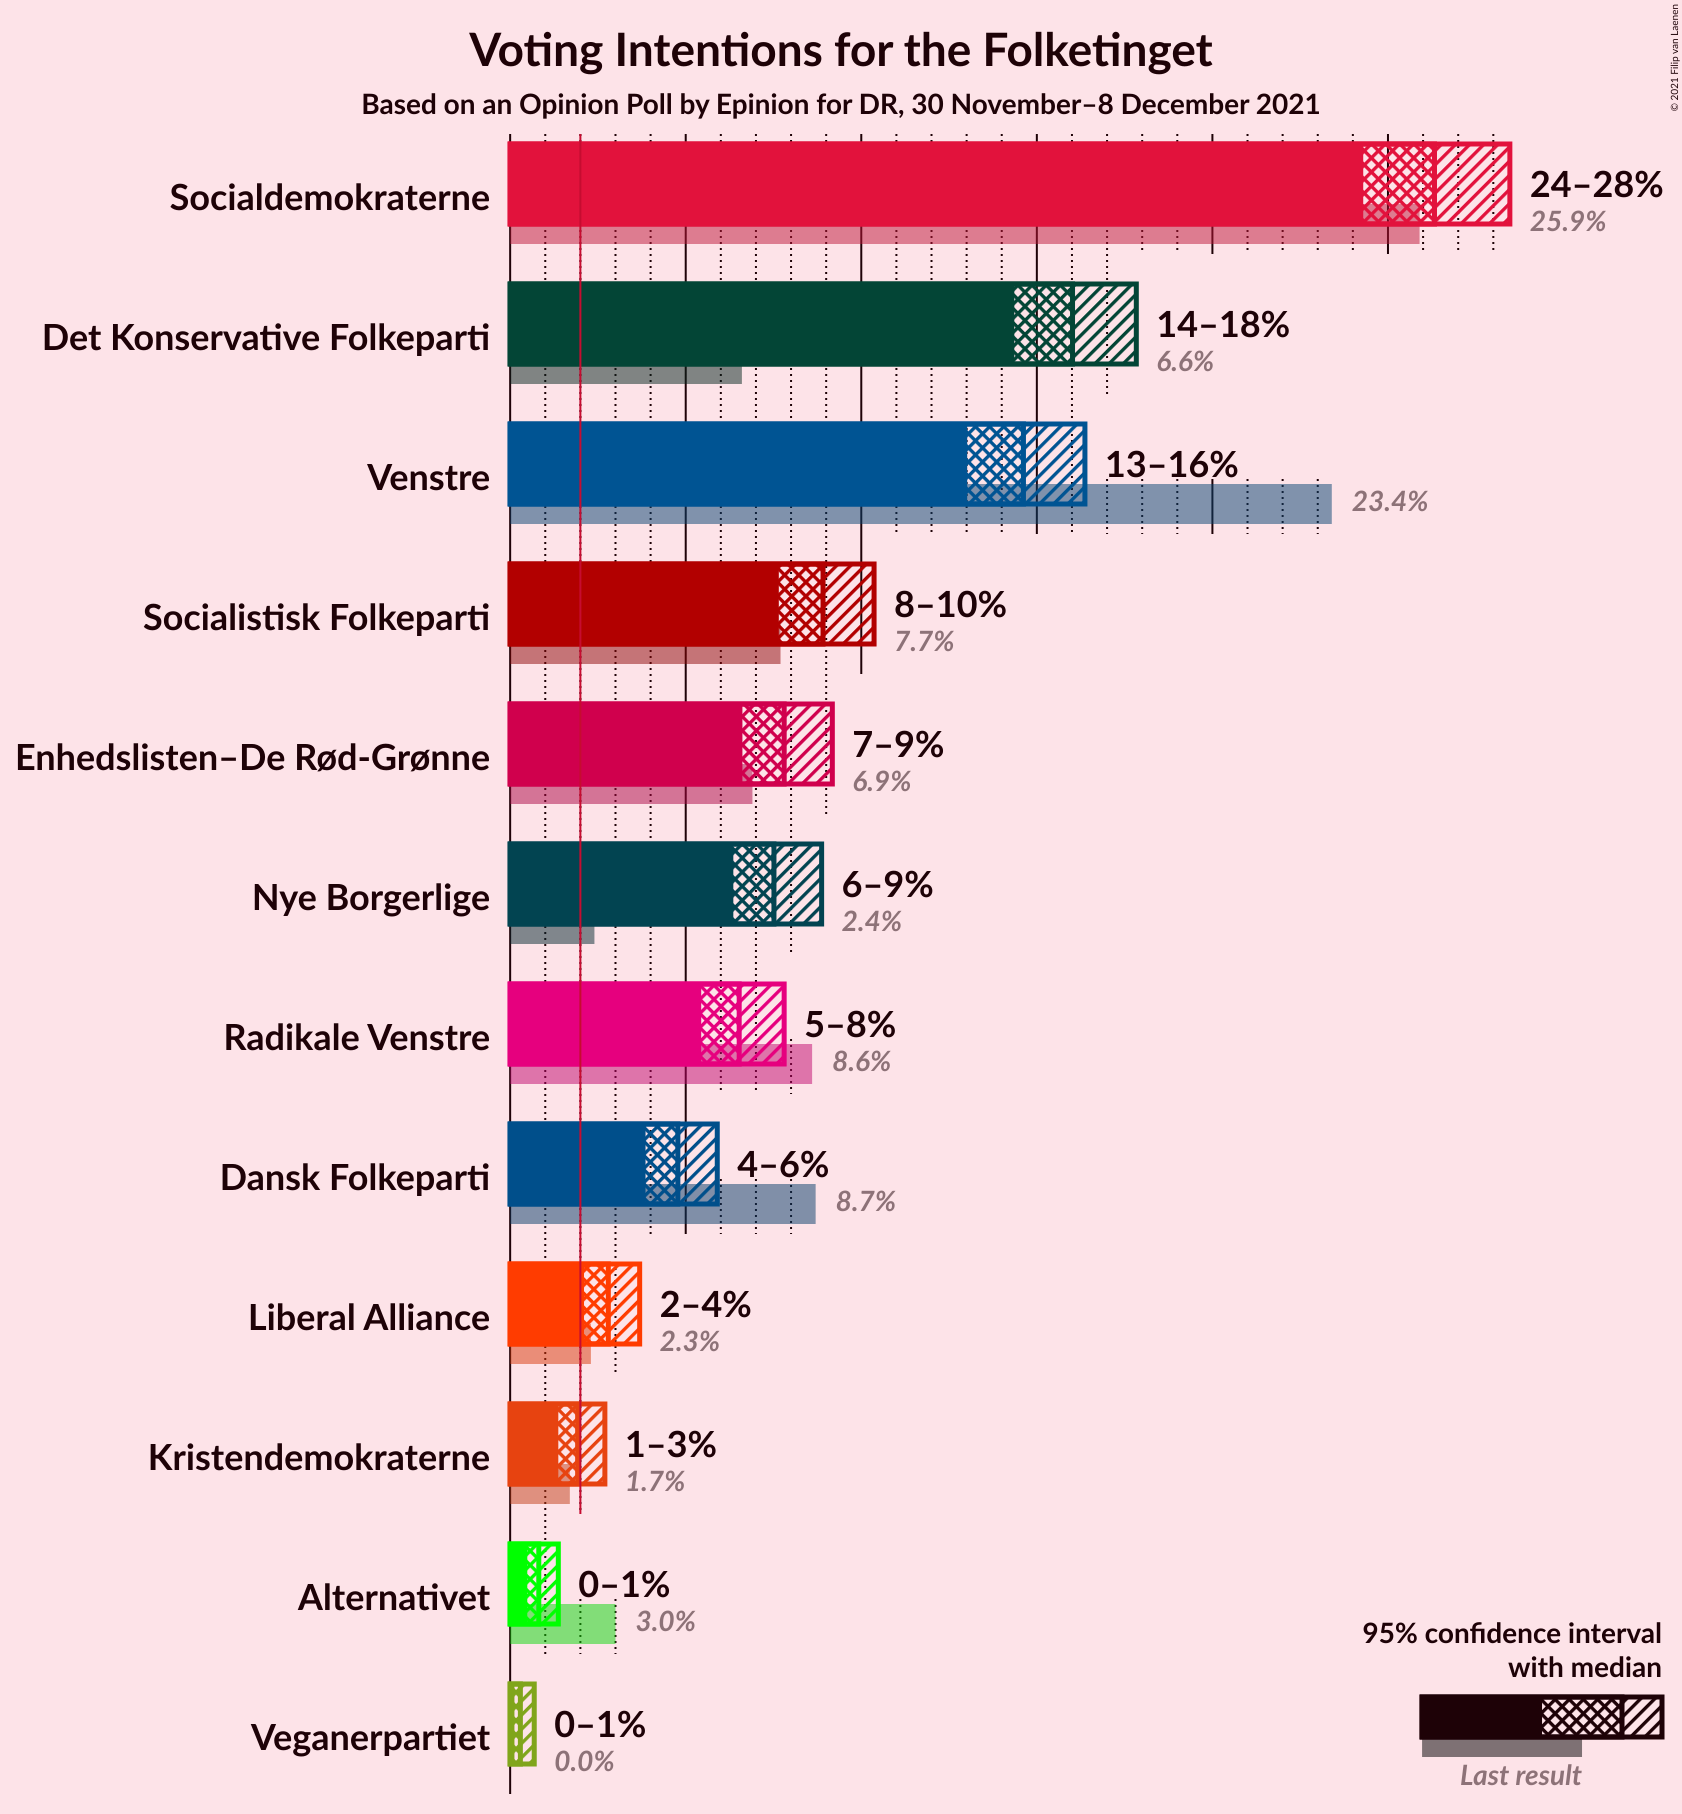 Voting Intentions for the Folketinget
Based on an Opinion Poll by Epinion for DR, 30 November–8 December 2021
© 2021 Filip van Laenen
Socialdemokraterne
24–28%
25.9%
Det Konservative Folkeparti
14–18%
6.6%
Venstre
13–16%
23.4%
Socialistisk Folkeparti
8–10%
7.7%
Enhedslisten–De Rød-Grønne
7–9%
6.9%
Nye Borgerlige
6–9%
2.4%
Radikale Venstre
5–8%
8.6%
Dansk Folkeparti
4–6%
8.7%
Liberal Alliance
2–4%
2.3%
Kristendemokraterne
1–3%
1.7%
Alternativet
0–1%
3.0%
Veganerpartiet
0–1%
0.0%
95% confidence interval
with median
Last result